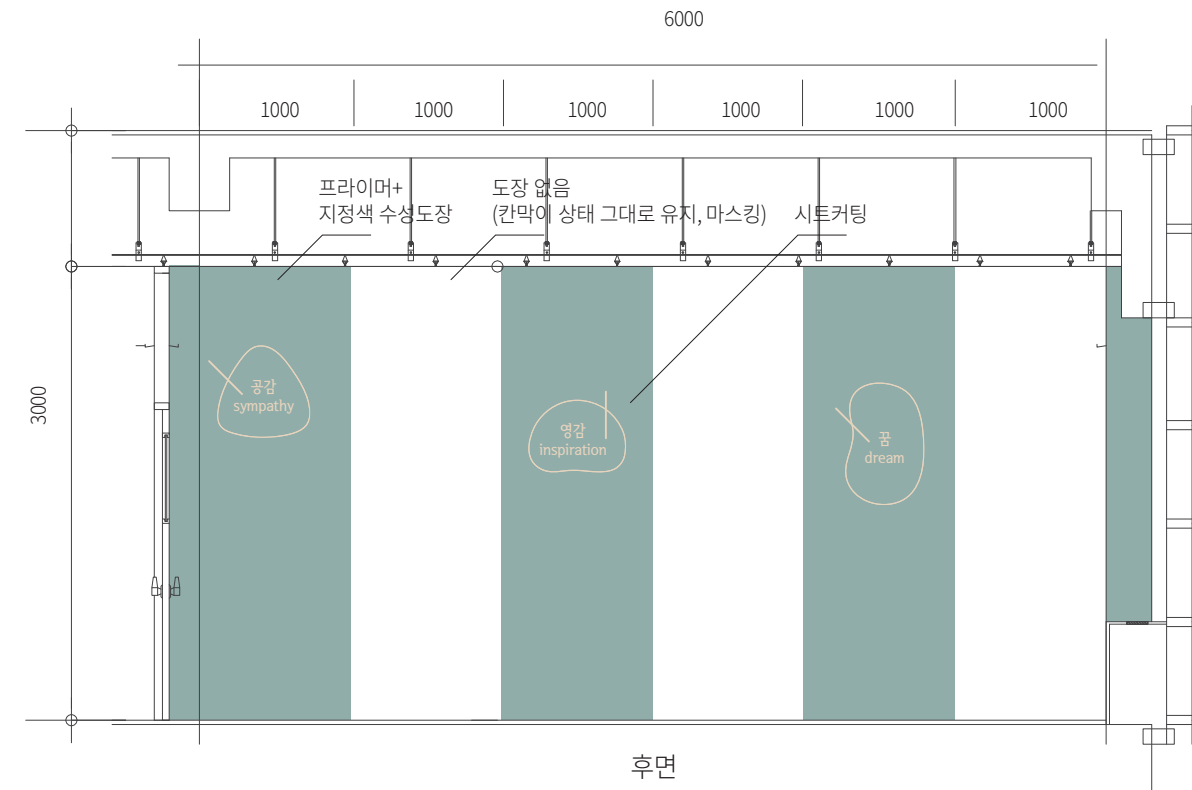 6000
1000
1000
1000
1000
1000
1000
프라이머+
지정색 수성도장
도장 없음
(칸막이 상태 그대로 유지, 마스킹)
시트커팅
3000
공감
sympathy
영감
inspiration
꿈
dream
후면